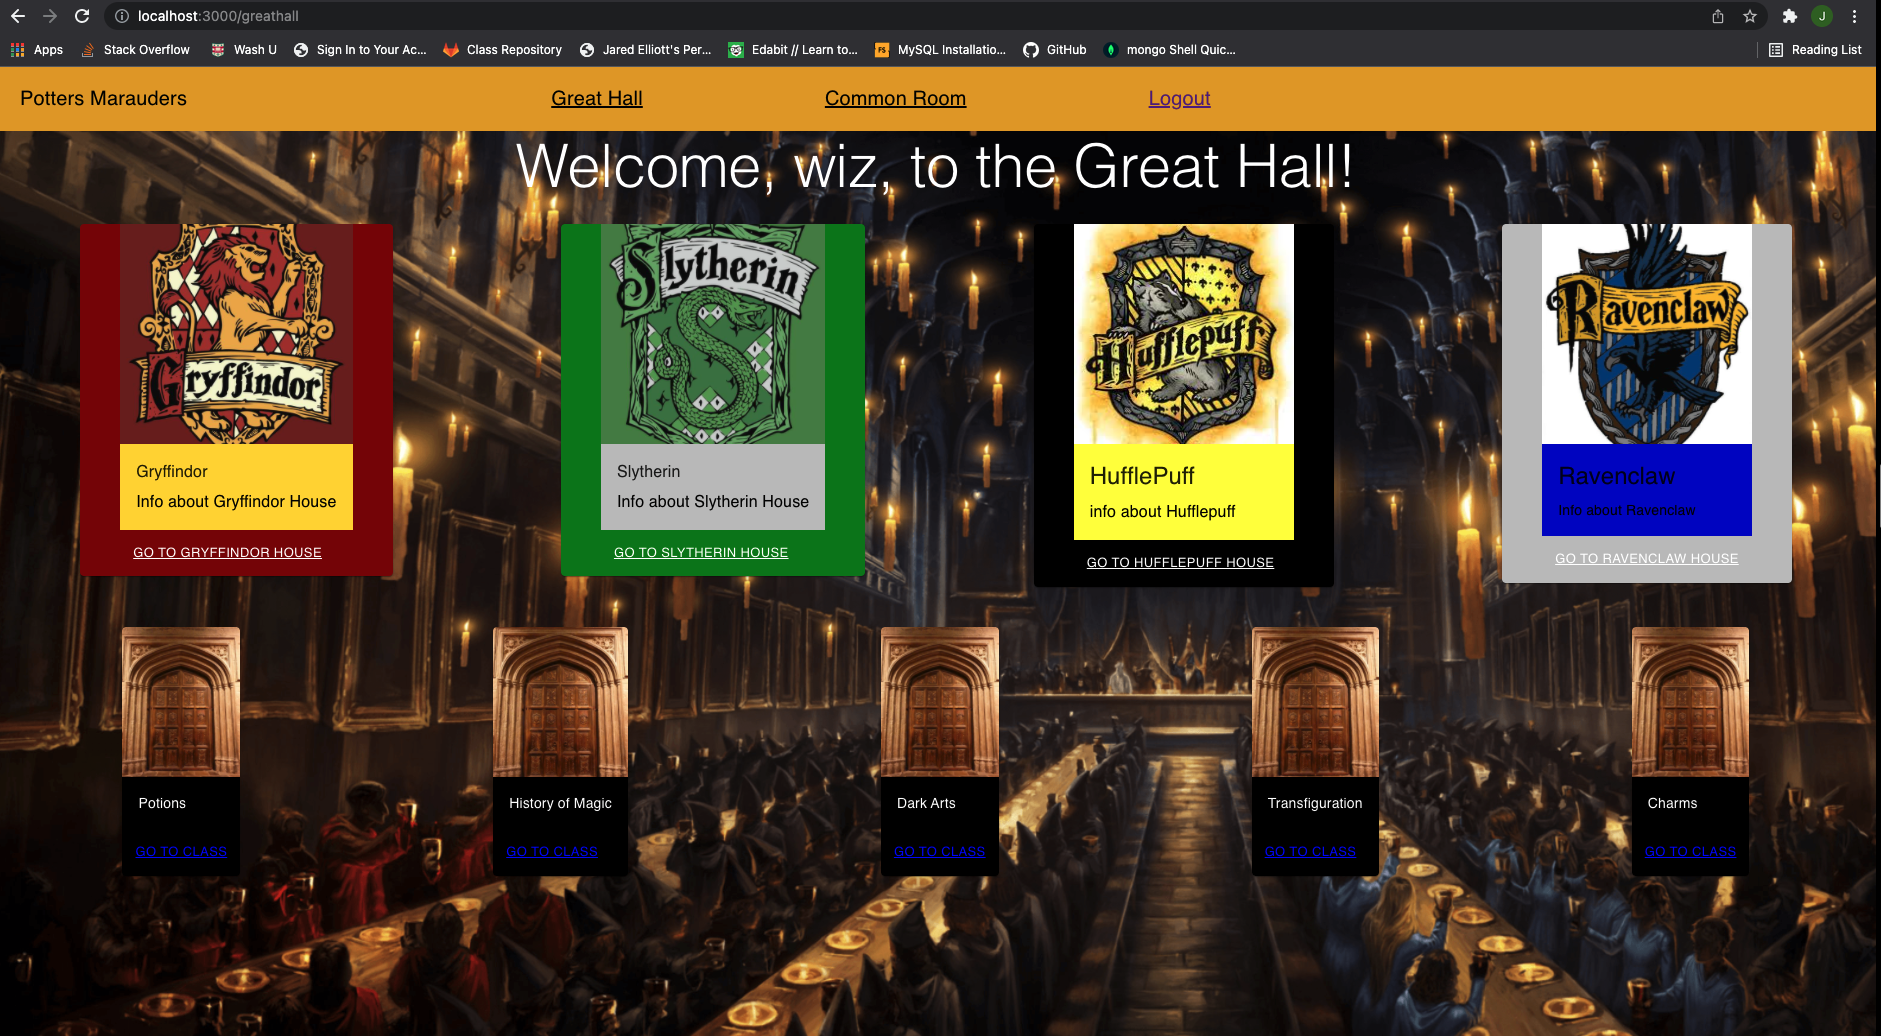 localhost:3000/greathall
Apps Stack Overflow Wash U Sign In to Your Ac... Class Repository Jared Elliott's Per... Edabit // Learn to... MySQL Installatio... GitHub mongo Shell Quic... Reading List
J
FS
Potters Marauders Great Hall Common Room Logout
Welcome, wiz, to the Great Hall!
Gryffindor
Gryffindor
Info about Gryffindor House
GO TO GRYFFINDOR HOUSE
Slytherin
Slytherin
Info about Slytherin House
GO TO SLYTHERIN HOUSE
Hufflepuff
HufflePuff
info about Hufflepuff
GO TO HUFFLEPUFF HOUSE
Ravenclaw
Ravenclaw
Info about Ravenclaw
GO TO RAVENCLAW HOUSE
Potions
GO TO CLASS
History of Magic
GO TO CLASS
Dark Arts
GO TO CLASS
Transfiguration
GO TO CLASS
Charms
GO TO CLASS